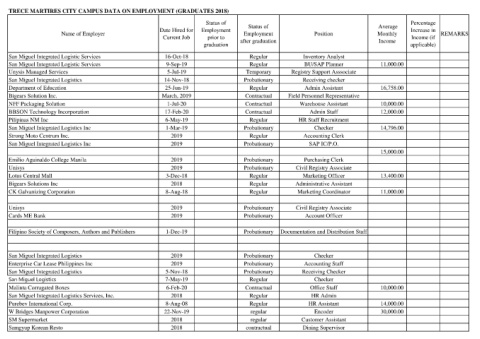 TRECE MARTIRES CITY CAMPUS DATA ON EMPLOYMENT (GRADUATES 2018)
Name of Employer Date Hired for Current Job Status of Employment prior to graduation Status of Employment after graduation Position Average Monthly Income Percentage Increase in Income (if applicable) REMARKS
San Miguel Integrated Logistic Services 16-Oct-18 Regular Inventory Analyst
San Miguel Integrated Logistic Services 9-Sep-19 Regular BU/SAP Planner 11,000.00
Unysis Managed Services 5-Jul-19 Temporary Registry Support Associate
San Miguel Integrated Logistics 14-Nov-18 Probationary Receiving checker
Department of Education 25-Jun-19 Regular Admin Assistant 16,758.00
Bigears Solution Inc. March, 2019 Contractual Field Personnel Representative
NFF Packaging Solution 1-Jul-20 Contractual Warehouse Assistant 10,000.00
BBSON Technology Incorporation 17-Feb-20 Contractual Admin Staff 12,000.00
Pilipinas NM Inc 6-May-19 Regular HR Staff Recruitment
San Miguel Integrated Logistics Inc 1-Mar-19 Probationary Checker 14,796.00
Strong Moto Centrum Inc. 2019 Regular Accounting Clerk
San Miguel Integrated Logistics Inc 2019 Probationary SAP IC/P.O.
15,000.00
Emilio Aguinaldo College Manila 2019 Probationary Purchasing Clerk
Unisys 2019 Probationary Civil Registry Associate
Lotus Central Mall 3-Dec-18 Regular Marketing Officer 13,400.00
Bigears Solutions Inc 2018 Regular Administrative Assistant
CK Galvanizing Corporation 6-Aug-18 Regular Marketing Coordinator 11,000.00
Unisys 2019 Probationary Civil Registry Associate
Cards ME Bank 2019 Probationary Account Officer
Filipino Society of Composers, Authors and Publishers 1-Dec-19 Probationary Documentation and Distribution Staff
San Miguel Integrated Logistics 2019 Probationary Checker
Enterprise Car Lease Philippines Inc 2019 Probationary Accounting Staff
San Miguel Integrated Logistics 5-Nov-18 Probationary Receiving Checker
San Miguel Logistics 7-May-19 Regular Checker
Malinta Corrugated Boxes 6-Feb-20 Contractual Office Staff 10,000.00
San Miguel Integrated Logistics Services, Inc. 2018 Regular HR Admin
Purebev International Corp. 8-Aug-08 Regular HR Assistant 14,000.00
W Bridges Manpower Corporation 22-Nov-19 regular Encoder 30,000.00
SM Supermarket 2018 regular Customer Assistant
Samgyup Korean Resto 2018 contractual Dining Supervisor